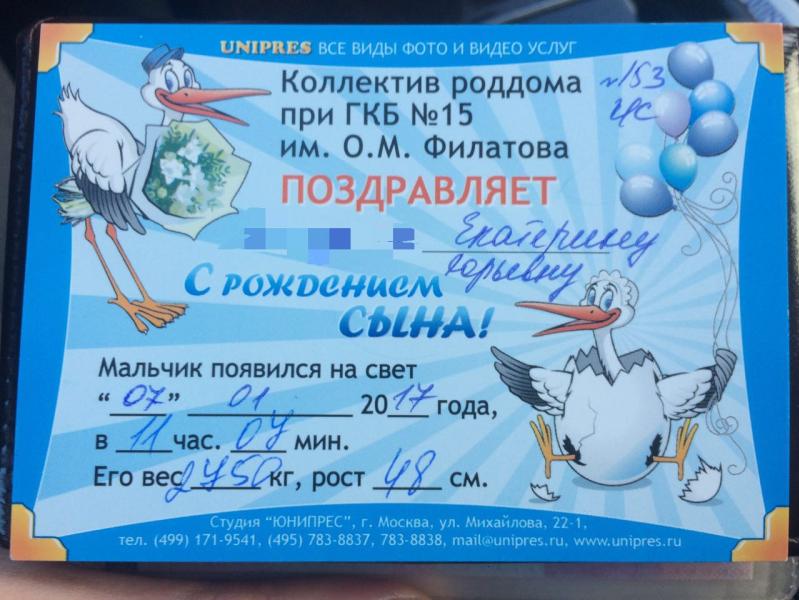 UNIPRES ВСЕ ВИДЫ ФОТО И ВИДЕО УСЛУГ
Коллектив роддома
при ГКБ №15
им. О.М. Филатова
ПОЗДРАВЛЯЕТ
Екатерину
Юрьевну
С РОЖДЕНИЕМ
СЫНА!
Мальчик появился на свет
“07” 01 2017 года,
в 11 час. 07 мин.
Его вес 2750 кг, рост 48 см.
Студия “ЮНИПРЕС”, г. Москва, ул. Михайлова, 22-1,
тел. (499) 171-9541, (495) 783-8837, 783-8838, mail@unipres.ru, www.unipres.ru